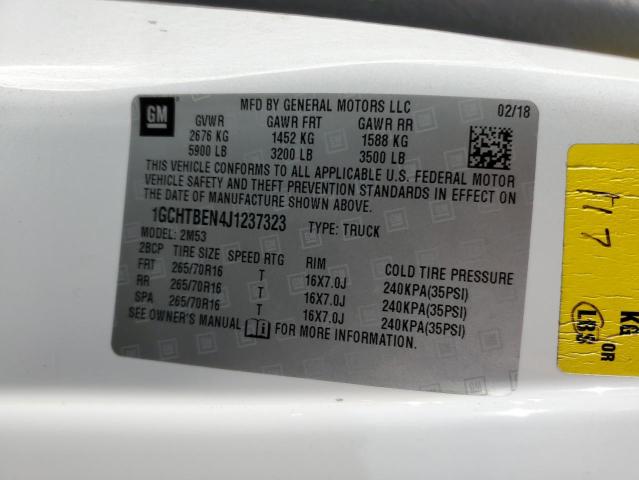 GM
MFD BY GENERAL MOTORS LLC 02/18
GVWR GAWR FRT GAWR RR
2676 KG 1452 KG 1588 KG
5900 LB 3200 LB 3500 LB
THIS VEHICLE CONFORMS TO ALL APPLICABLE U.S. FEDERAL MOTOR
VEHICLE SAFETY AND THEFT PREVENTION STANDARDS IN EFFECT ON
THE DATE OF MANUFACTURE SHOWN ABOVE.
1GCHTBEN4J1237323 TYPE: TRUCK
MODEL: 2M53
2BCP TIRE SIZE SPEED RTG RIM COLD TIRE PRESSURE
FRT 265/70R16 T 16X7.0J 240KPA(35PSI)
RR 265/70R16 T 16X7.0J 240KPA(35PSI)
SPA 265/70R16 T 16X7.0J 240KPA(35PSI)
SEE OWNER'S MANUAL FOR MORE INFORMATION.
KG
OR
LBS